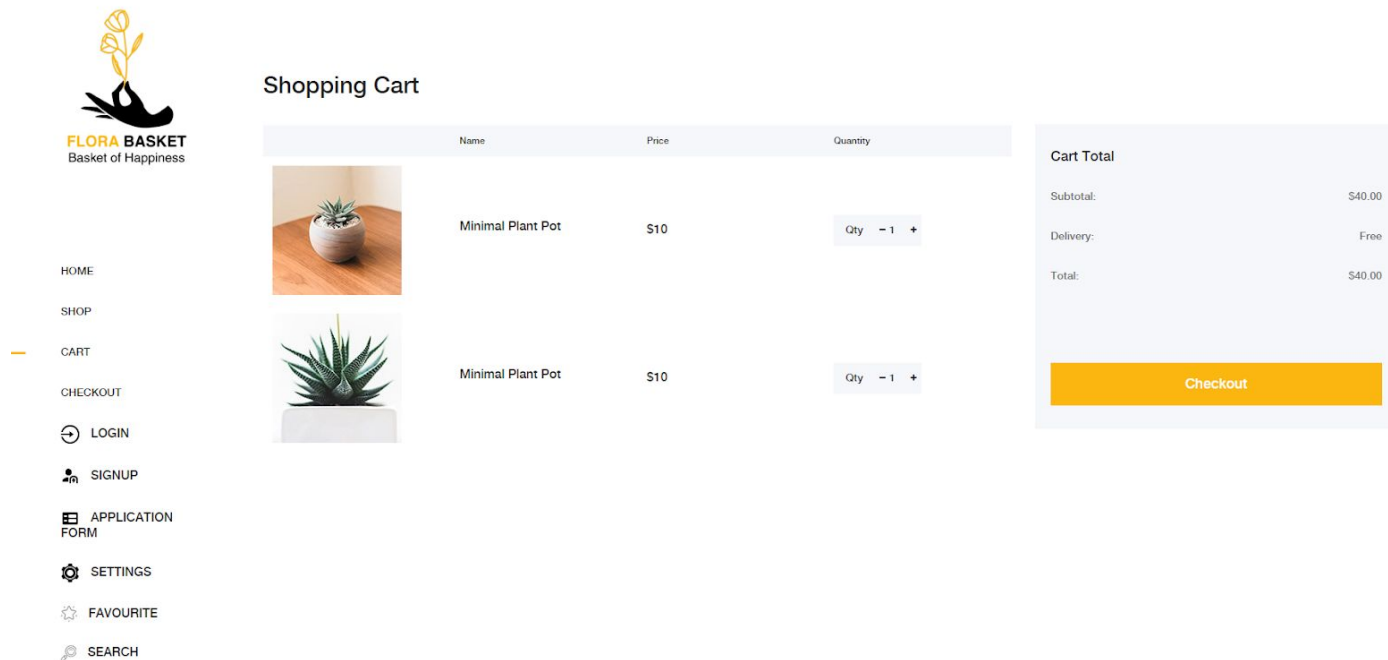 FLORA BASKET
Basket of Happiness
HOME
SHOP
CART
CHECKOUT
LOGIN
SIGNUP
APPLICATION
FORM
SETTINGS
FAVOURITE
SEARCH
Shopping Cart
Name Price Quantity
Minimal Plant Pot $10 Qty − 1 +
Minimal Plant Pot $10 Qty − 1 +
Cart Total
Subtotal: $40.00
Delivery: Free
Total: $40.00
Checkout